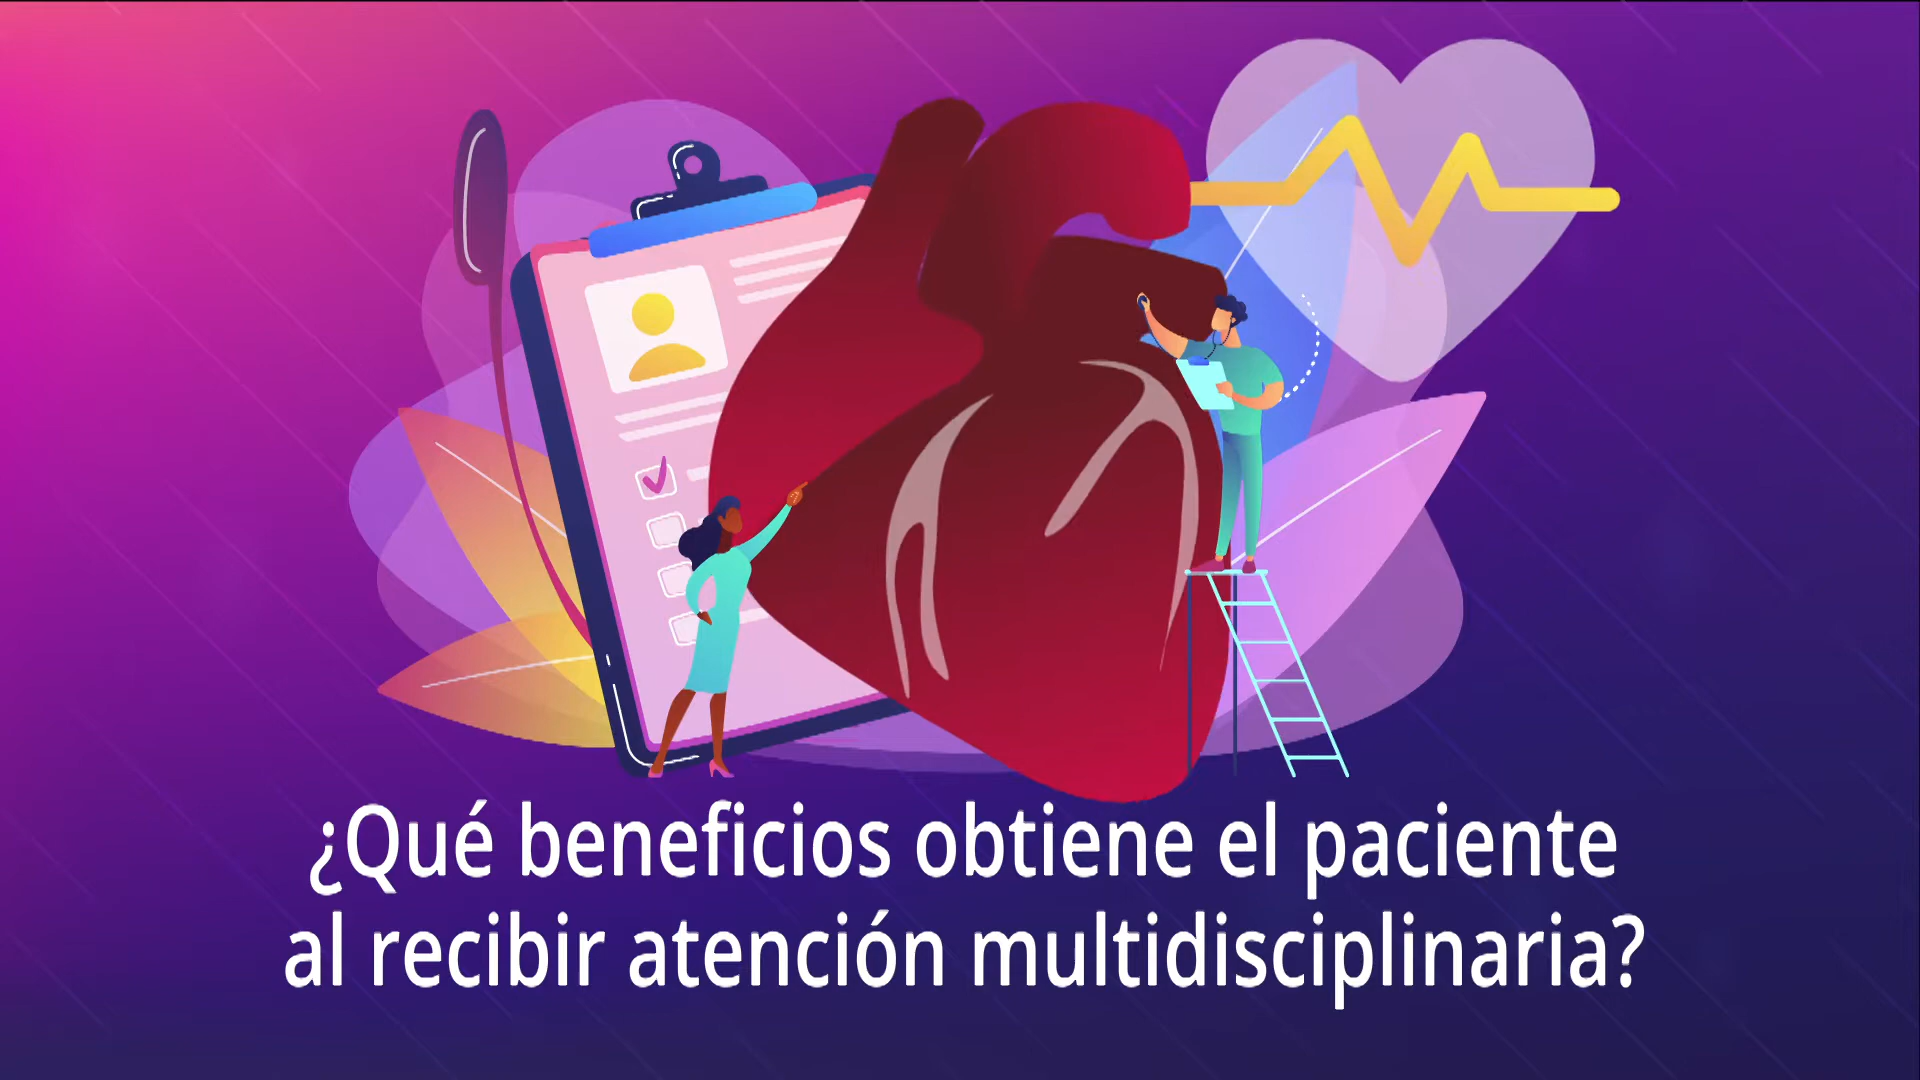 ¿Qué beneficios obtiene el paciente
al recibir atención multidisciplinaria?